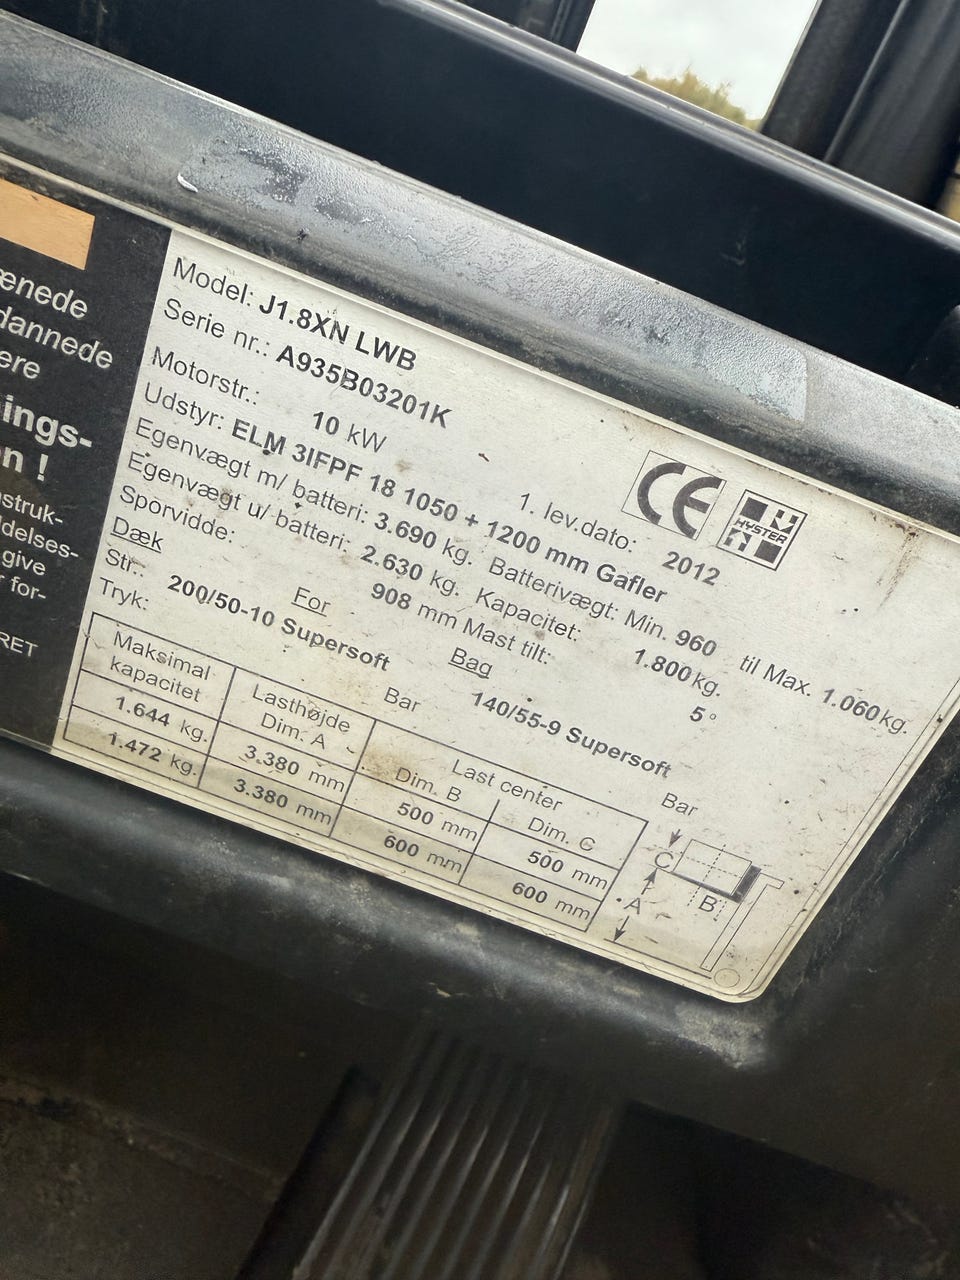 ænede
dannede
ere
ings-
n !
struk-
delses-
give
for-
RET
Model: J1.8XN LWB
Serie nr.: A935B03201K
Motorstr.: 10 kW 1. lev.dato: 2012
CE
HYSTER
Udstyr: ELM 3IFPF 18 1050 + 1200 mm Gafler
Egenvægt m/ batteri: 3.690 kg. Batterivægt: Min. 960 til Max. 1.060 kg.
Egenvægt u/ batteri: 2.630 kg. Kapacitet: 1.800 kg.
Sporvidde: 908 mm Mast tilt: 5°
Dæk For Bag
Str.: 200/50-10 Supersoft 140/55-9 Supersoft
Tryk: Bar Bar
Maksimal kapacitet Lasthøjde Dim. A Last center
Dim. B Dim. C
1.644 kg. 3.380 mm 500 mm 500 mm
1.472 kg. 3.380 mm 600 mm 600 mm
C
A
B